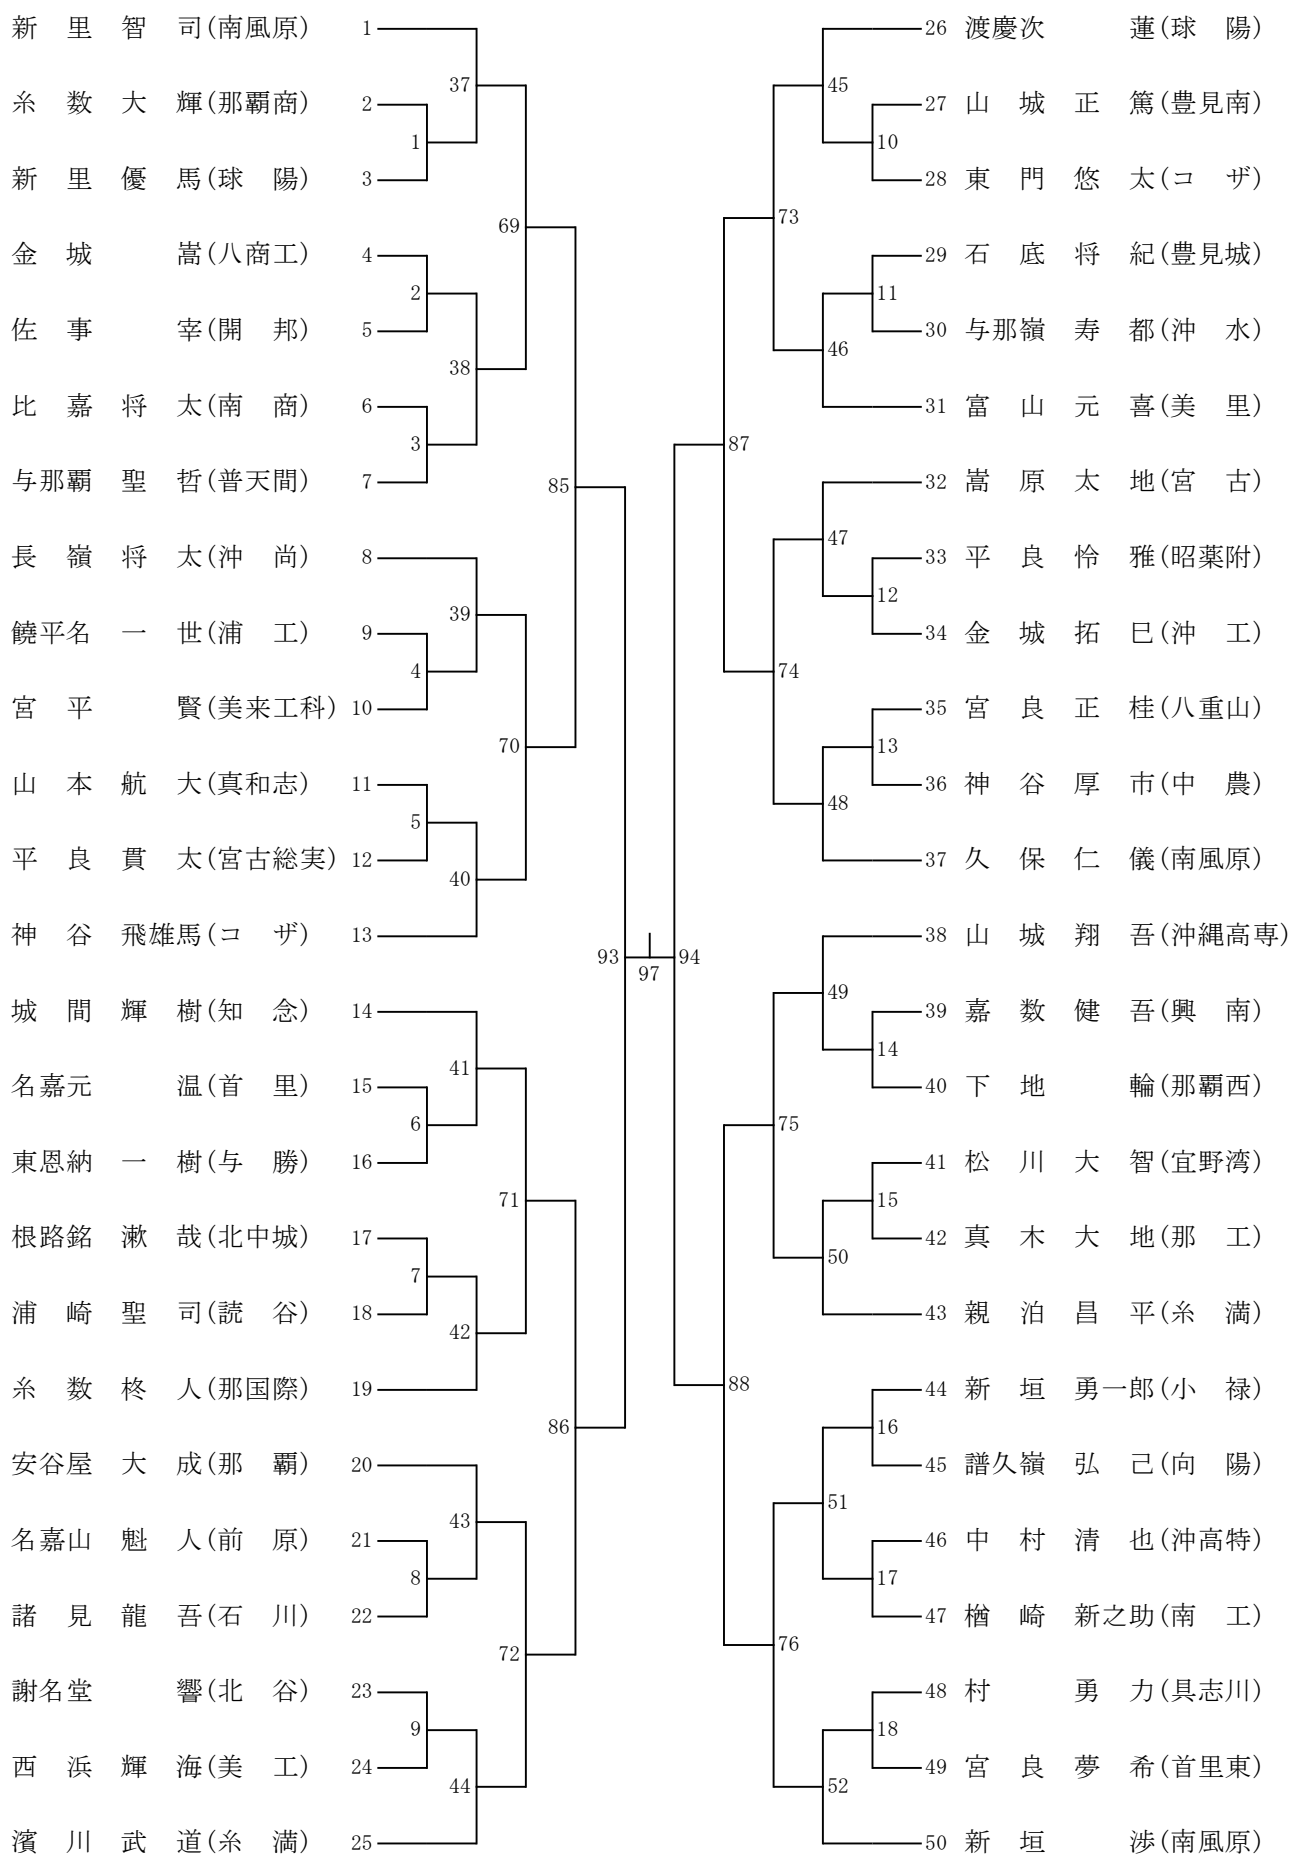 新里智司(南風原) 1
糸数大輝(那覇商) 2
新里優馬(球陽) 3
金城嵩(八商工) 4
佐事宰(開邦) 5
比嘉将太(南商) 6
与那覇聖哲(普天間) 7
長嶺将太(沖尚) 8
饒平名一世(浦工) 9
宮平賢(美来工科) 10
山本航大(真和志) 11
平良貫太(宮古総実) 12
神谷飛雄馬(コザ) 13
城間輝樹(知念) 14
名嘉元温(首里) 15
東恩納一樹(与勝) 16
根路銘漱哉(北中城) 17
浦崎聖司(読谷) 18
糸数柊人(那国際) 19
安谷屋大成(那覇) 20
名嘉山魁人(前原) 21
諸見龍吾(石川) 22
謝名堂響(北谷) 23
西浜輝海(美工) 24
濱川武道(糸満) 25
1
2
3
4
5
6
7
8
9
37
38
39
40
41
42
43
44
69
70
71
72
85
86
93
97
94
87
88
73
74
75
76
45
46
47
48
49
50
51
52
10
11
12
13
14
15
16
17
18
26 渡慶次蓮(球陽)
27 山城正篤(豊見南)
28 東門悠太(コザ)
29 石底将紀(豊見城)
30 与那嶺寿都(沖水)
31 富山元喜(美里)
32 嵩原太地(宮古)
33 平良怜雅(昭薬附)
34 金城拓巳(沖工)
35 宮良正桂(八重山)
36 神谷厚市(中農)
37 久保仁儀(南風原)
38 山城翔吾(沖縄高専)
39 嘉数健吾(興南)
40 下地輪(那覇西)
41 松川大智(宜野湾)
42 真木大地(那工)
43 親泊昌平(糸満)
44 新垣勇一郎(小禄)
45 譜久嶺弘己(向陽)
46 中村清也(沖高特)
47 楢崎新之助(南工)
48 村勇力(具志川)
49 宮良夢希(首里東)
50 新垣渉(南風原)